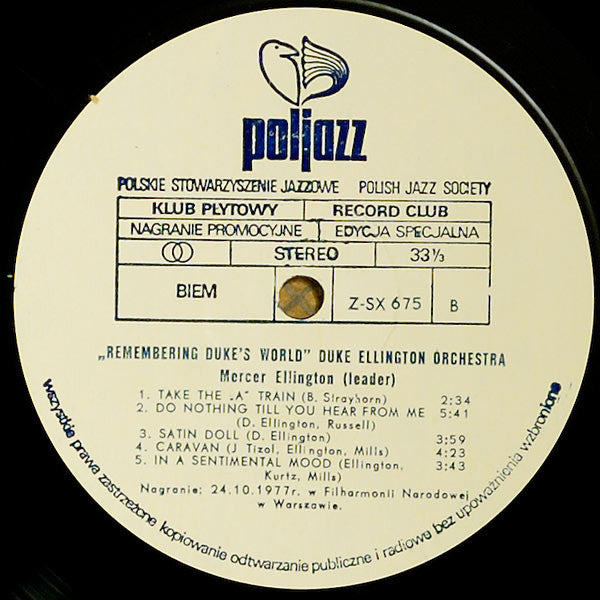 poljazz
POLSKIE STOWARZYSZENIE JAZZOWE POLISH JAZZ SOCIETY
KLUB PŁYTOWY RECORD CLUB
NAGRANIE PROMOCYJNE EDYCJA SPECJALNA
STEREO 33⅓
BIEM Z-SX 675 B
„REMEMBERING DUKE'S WORLD" DUKE ELLINGTON ORCHESTRA
Mercer Ellington (leader)
1. TAKE THE „A" TRAIN (B. Strayhorn) 2:34
2. DO NOTHING TILL YOU HEAR FROM ME 5:41
(D. Ellington, Russell)
3. SATIN DOLL (D. Ellington) 3:59
4. CARAVAN (J Tizol, Ellington, Mills) 4:23
5. IN A SENTIMENTAL MOOD (Ellington, 3:43
Kurtz, Mills)
Nagranie: 24.10.1977r. w Filharmonii Narodowej
w Warszawie.
wszystkie prawa zastrzeżone kopiowanie odtwarzanie publiczne i radiowe bez upoważnienia wzbronione